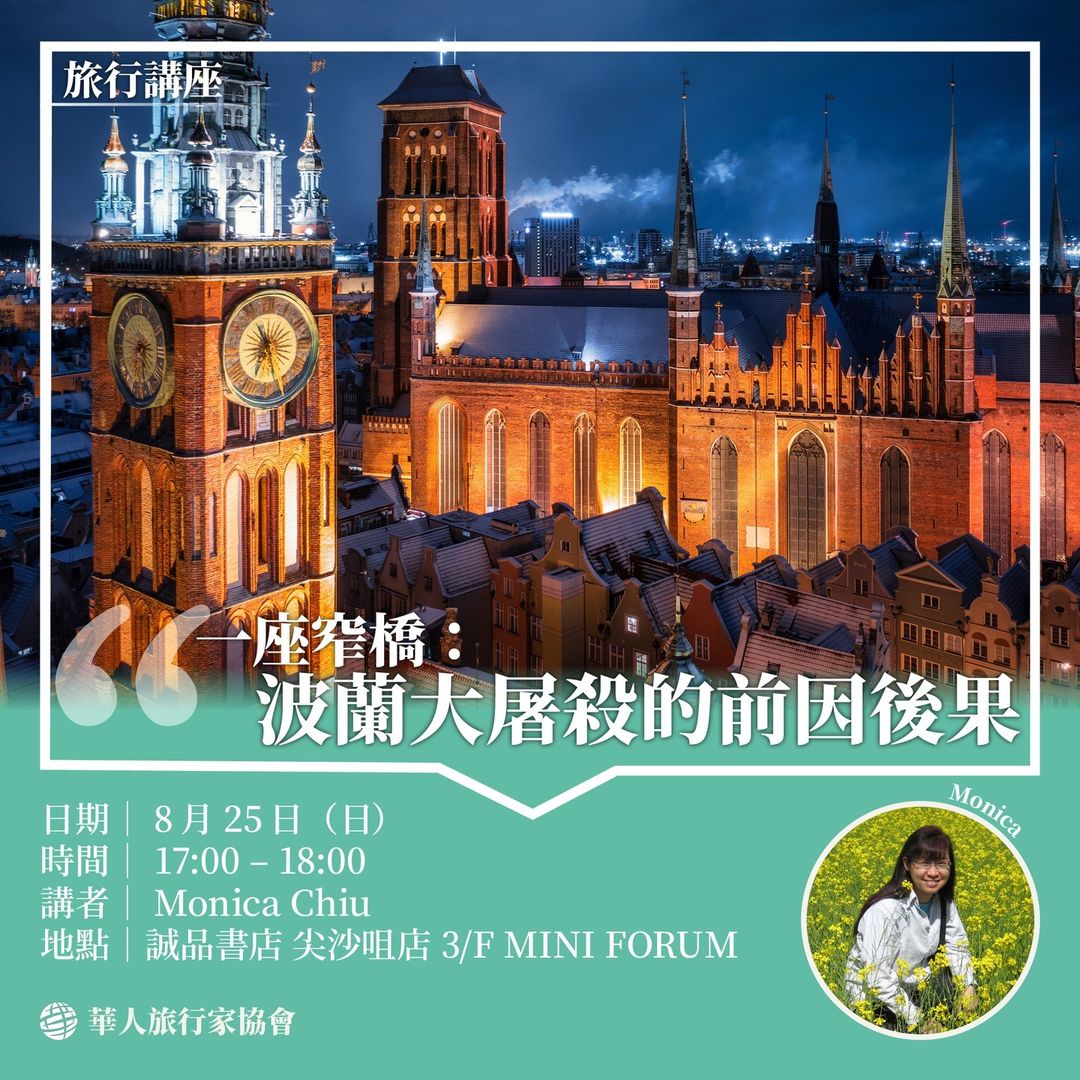 旅行講座
一座窄橋：
波蘭大屠殺的前因後果
日期｜ 8月25日（日）
時間｜ 17:00 – 18:00
講者｜ Monica Chiu
地點｜誠品書店 尖沙咀店 3/F MINI FORUM
Monica
華人旅行家協會